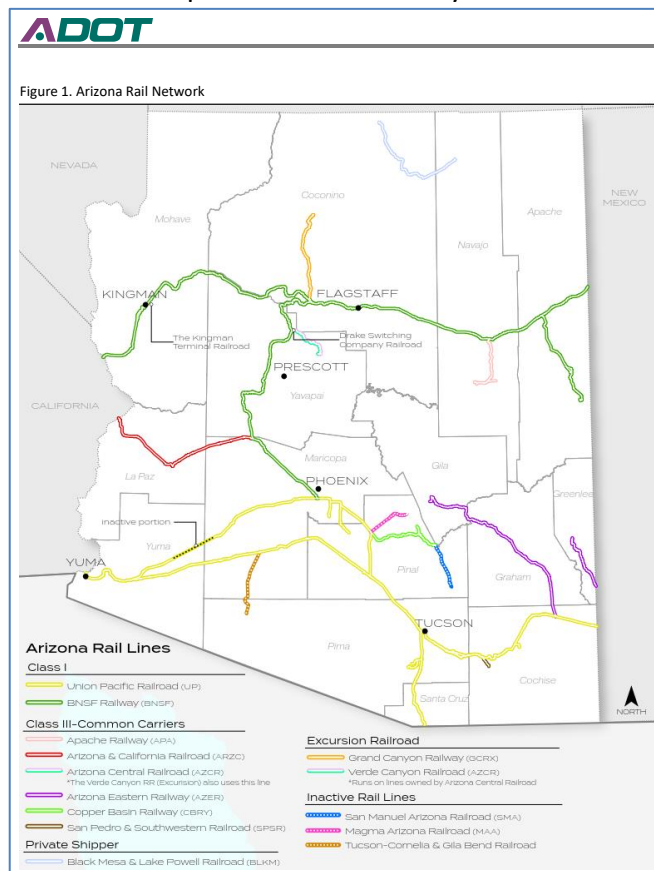 ADOT
Figure 1. Arizona Rail Network
NEVADA
Coconino
NEW
MEXICO
Mohave
Apache
Navajo
KINGMAN
FLAGSTAFF
The Kingman
Terminal Railroad
Drake Switching
Company Railroad
PRESCOTT
Yavapai
CALIFORNIA
Maricopa
La Paz
Gila
PHOENIX
Greenlee
inactive portion
Yuma
YUMA
Pinal
Graham
TUCSON
Pima
Cochise
Santa Cruz
NORTH
Arizona Rail Lines
Class I
Union Pacific Railroad (UP)
BNSF Railway (BNSF)
Class III-Common Carriers
Apache Railway (APA)
Arizona & California Railroad (ARZC)
Arizona Central Railroad (AZCR)
*The Verde Canyon RR (Excursion) also uses this line
Arizona Eastern Railway (AZER)
Copper Basin Railway (CBRY)
San Pedro & Southwestern Railroad (SPSR)
Private Shipper
Black Mesa & Lake Powell Railroad (BLKM)
Excursion Railroad
Grand Canyon Railway (GCRX)
Verde Canyon Railroad (AZCR)
*Runs on lines owned by Arizona Central Railroad
Inactive Rail Lines
San Manuel Arizona Railroad (SMA)
Magma Arizona Railroad (MAA)
Tucson-Cornelia & Gila Bend Railroad